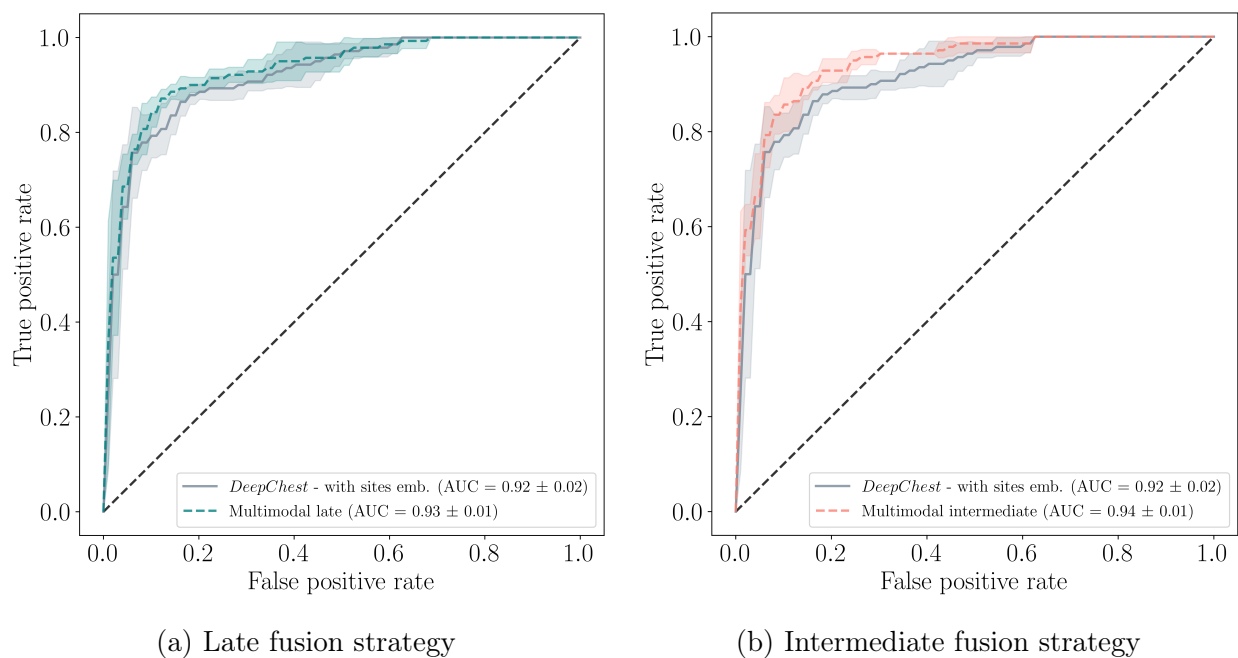 1.0
0.8
0.6
0.4
0.2
0.0
True positive rate
DeepChest - with sites emb. (AUC = 0.92 ± 0.02)
Multimodal late (AUC = 0.93 ± 0.01)
0.0 0.2 0.4 0.6 0.8 1.0
False positive rate
(a) Late fusion strategy
1.0
0.8
0.6
0.4
0.2
0.0
True positive rate
DeepChest - with sites emb. (AUC = 0.92 ± 0.02)
Multimodal intermediate (AUC = 0.94 ± 0.01)
0.0 0.2 0.4 0.6 0.8 1.0
False positive rate
(b) Intermediate fusion strategy